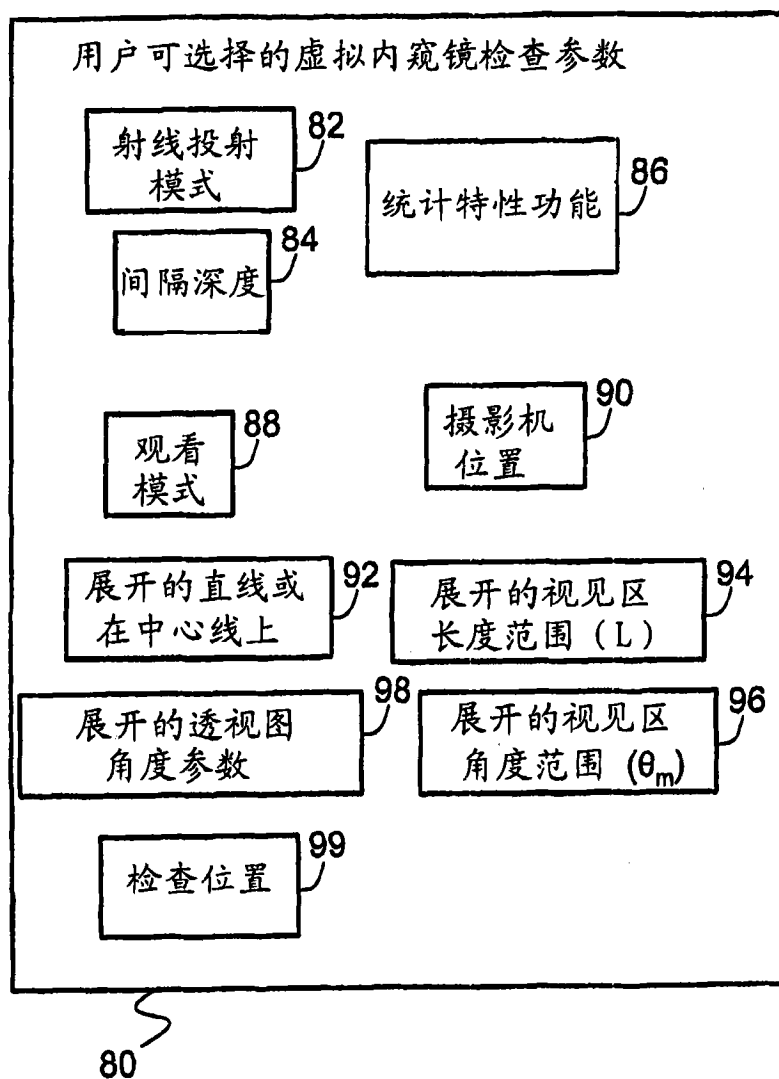 用户可选择的虚拟内窥镜检查参数
射线投射
模式
82
统计特性功能
86
间隔深度
84
观看
模式
88
摄影机
位置
90
展开的直线或
在中心线上
92
展开的视见区
长度范围 (L)
94
展开的透视图
角度参数
98
展开的视见区
角度范围 (θm)
96
检查位置
99
80